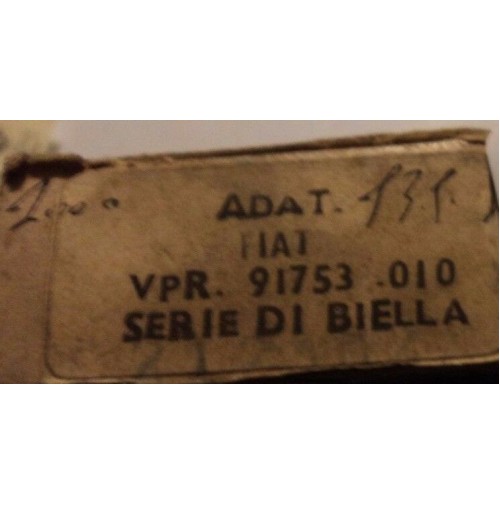 ADAT.
FIAT
VPR. 91753 .010
SERIE DI BIELLA